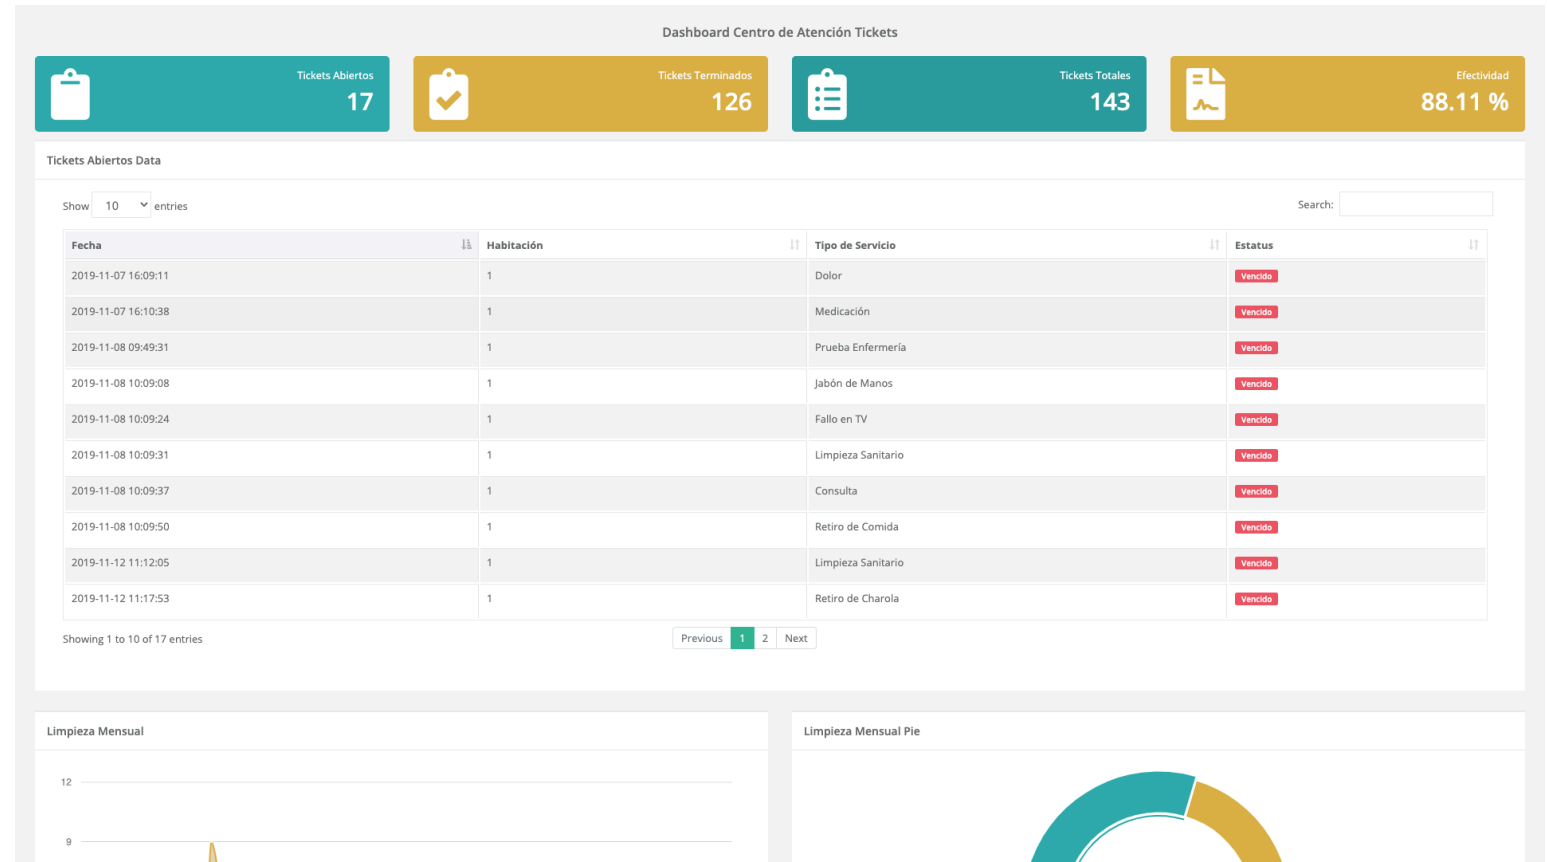 Dashboard Centro de Atención Tickets
Tickets Abiertos
17
Tickets Terminados
126
Tickets Totales
143
Efectividad
88.11 %
Tickets Abiertos Data
Show 10 entries
Search:
Fecha Habitación Tipo de Servicio Estatus
2019-11-07 16:09:11 1 Dolor Vencido
2019-11-07 16:10:38 1 Medicación Vencido
2019-11-08 09:49:31 1 Prueba Enfermería Vencido
2019-11-08 10:09:08 1 Jabón de Manos Vencido
2019-11-08 10:09:24 1 Fallo en TV Vencido
2019-11-08 10:09:31 1 Limpieza Sanitario Vencido
2019-11-08 10:09:37 1 Consulta Vencido
2019-11-08 10:09:50 1 Retiro de Comida Vencido
2019-11-12 11:12:05 1 Limpieza Sanitario Vencido
2019-11-12 11:17:53 1 Retiro de Charola Vencido
Showing 1 to 10 of 17 entries
Previous 1 2 Next
Limpieza Mensual
12
9
Limpieza Mensual Pie